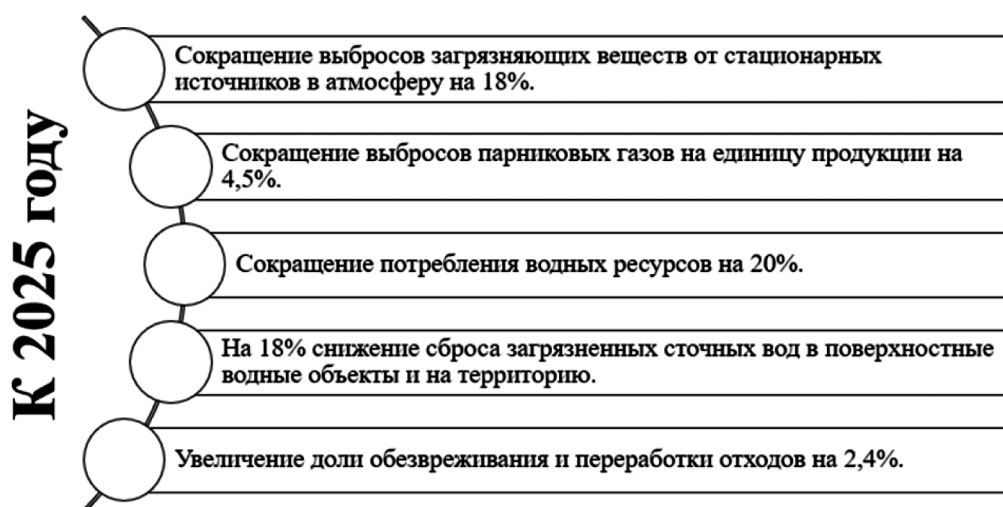 К 2025 году
Сокращение выбросов загрязняющих веществ от стационарных
источников в атмосферу на 18%.
Сокращение выбросов парниковых газов на единицу продукции на
4,5%.
Сокращение потребления водных ресурсов на 20%.
На 18% снижение сброса загрязненных сточных вод в поверхностные
водные объекты и на территорию.
Увеличение доли обезвреживания и переработки отходов на 2,4%.